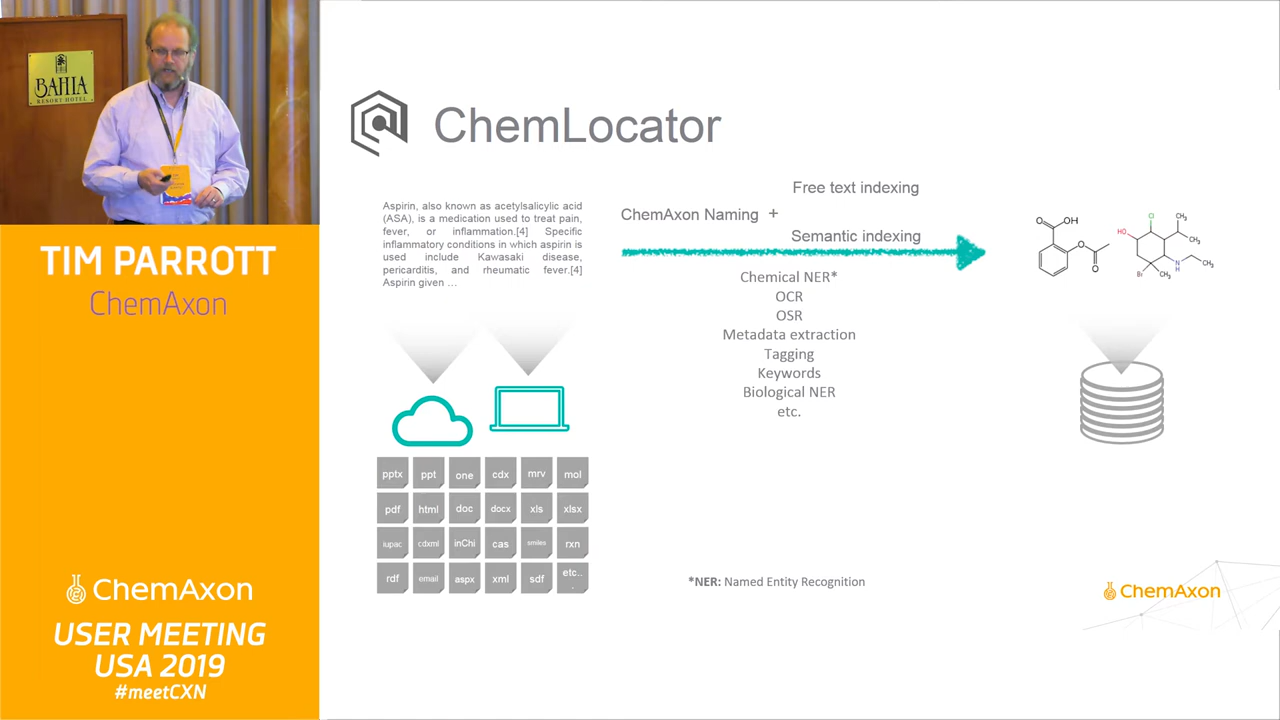 BAHIA
RESORT HOTEL
TIM PARROTT
ChemAxon
ChemAxon
USER MEETING
USA 2019
#meetCXN
ChemLocator
Aspirin, also known as acetylsalicylic acid
(ASA), is a medication used to treat pain,
fever, or inflammation.[4] Specific
inflammatory conditions in which aspirin is
used include Kawasaki disease,
pericarditis, and rheumatic fever.[4]
Aspirin given …
Free text indexing
ChemAxon Naming +
Semantic indexing
Chemical NER*
OCR
OSR
Metadata extraction
Tagging
Keywords
Biological NER
etc.
O OH
O
O
Cl
HO
CH₃
CH₃
Br
CH₃
N
H
CH₃
pptx ppt one cdx mrv mol
pdf html doc docx xls xlsx
iupac cdxml inChi cas smiles rxn
rdf email aspx xml sdf etc..
.
*NER: Named Entity Recognition
ChemAxon